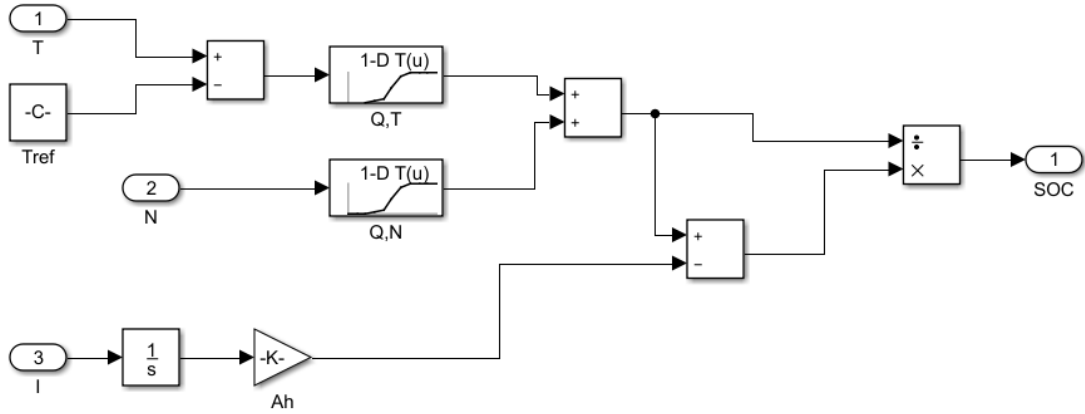 1
T
+
−
-C-
Tref
1-D T(u)
Q,T
+
+
2
N
1-D T(u)
Q,N
÷
×
1
SOC
+
−
3
I
1
s
-K-
Ah